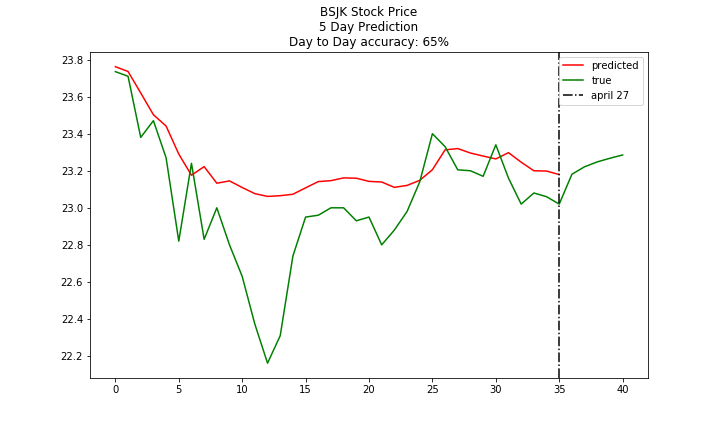 BSJK Stock Price
5 Day Prediction
Day to Day accuracy: 65%
predicted
true
april 27
23.8
23.6
23.4
23.2
23.0
22.8
22.6
22.4
22.2
0 5 10 15 20 25 30 35 40